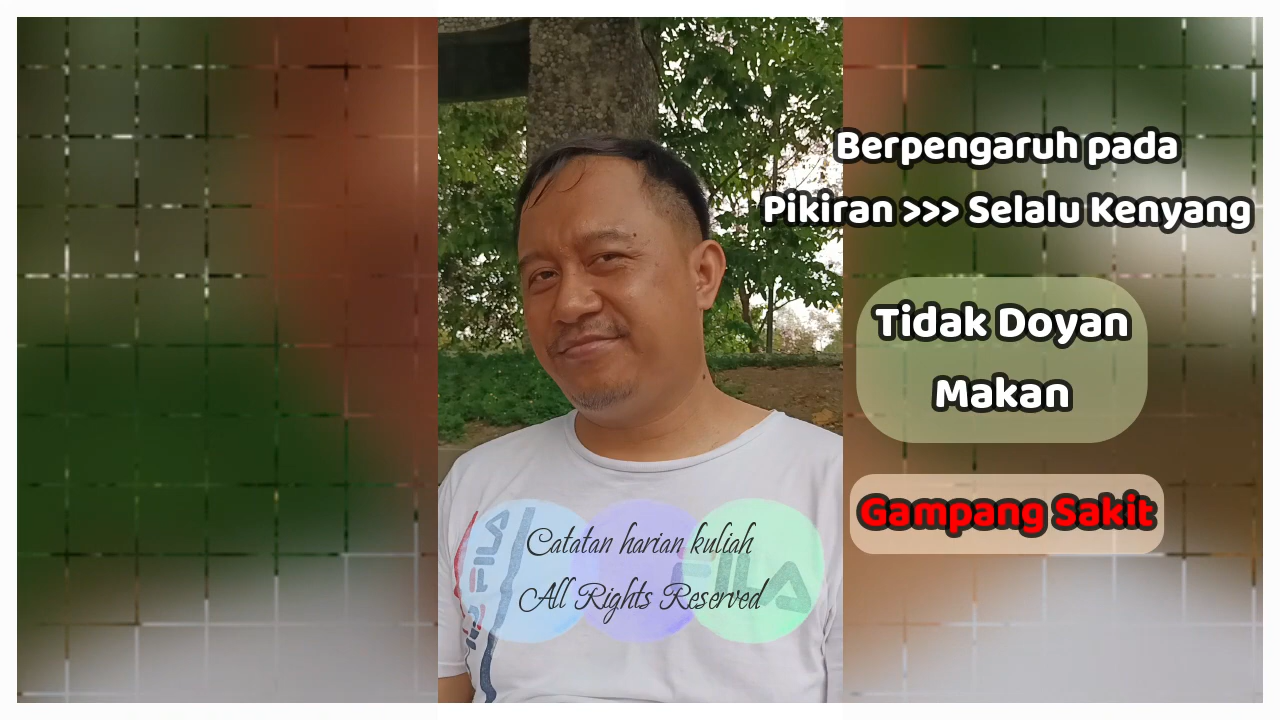 Berpengaruh pada
Pikiran >>> Selalu Kenyang
Tidak Doyan
Makan
Gampang Sakit
Catatan harian kuliah
All Rights Reserved
FILA
FILA